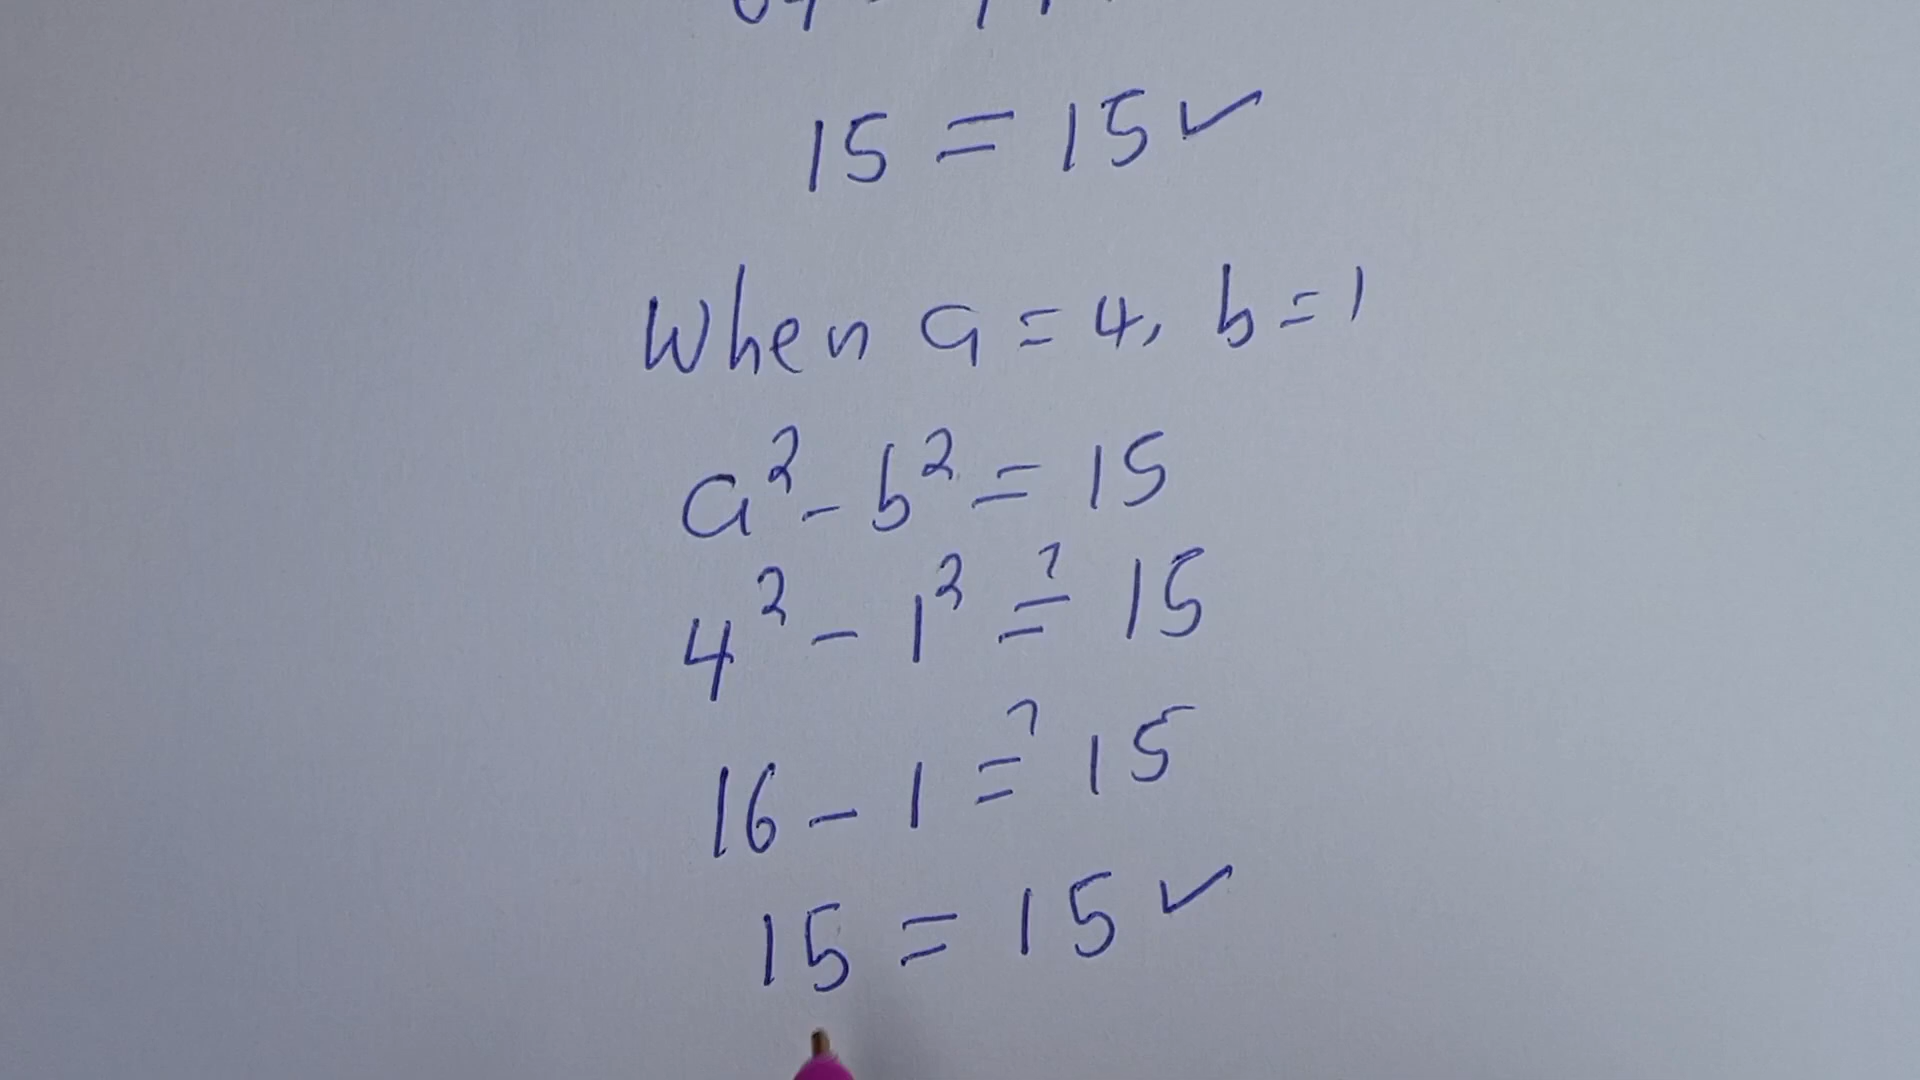 15 = 15 ✓
When a = 4, b = 1
a² - b² = 15
4² - 1² ≟ 15
16 - 1 ≟ 15
15 = 15 ✓